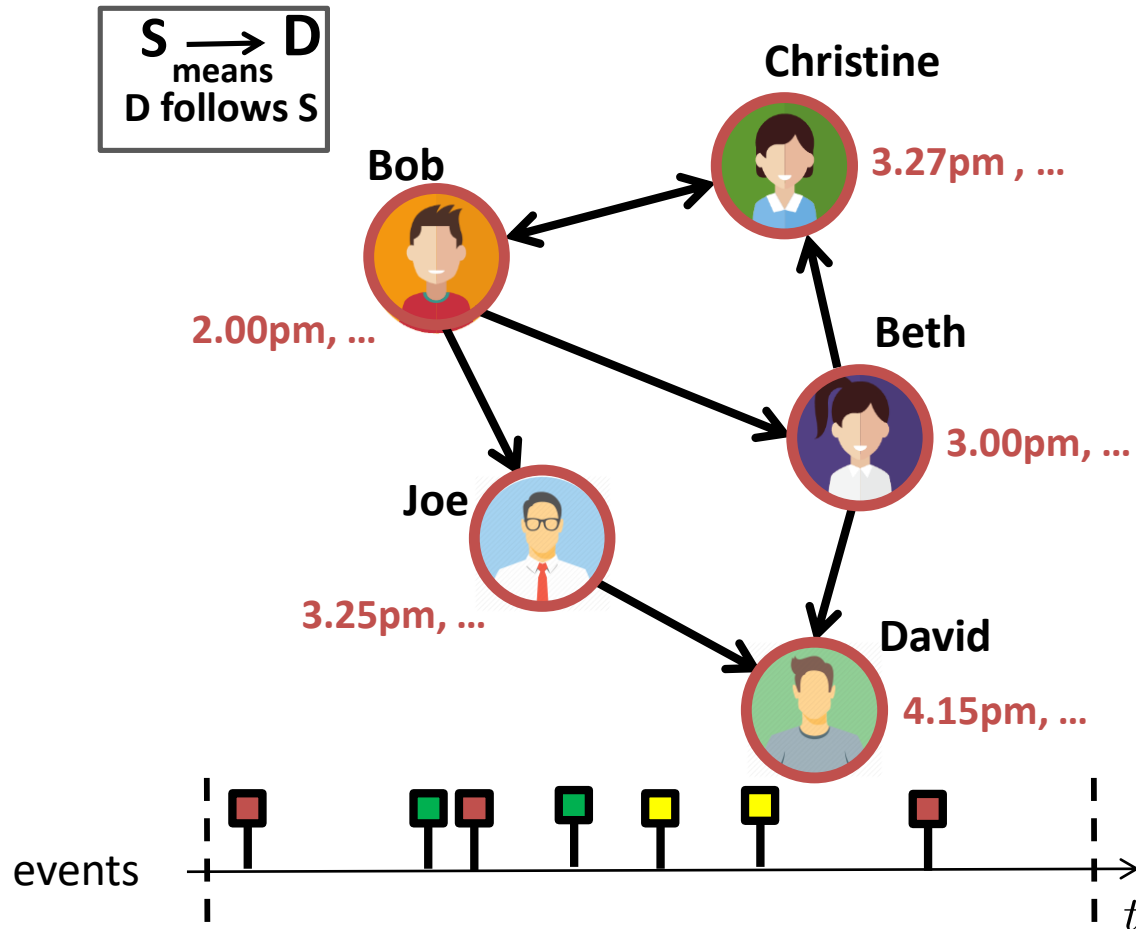 S → D
means
D follows S
Christine
3.27pm , ...
Bob
2.00pm, ...
Beth
3.00pm, ...
Joe
3.25pm, ...
David
4.15pm, ...
events
t